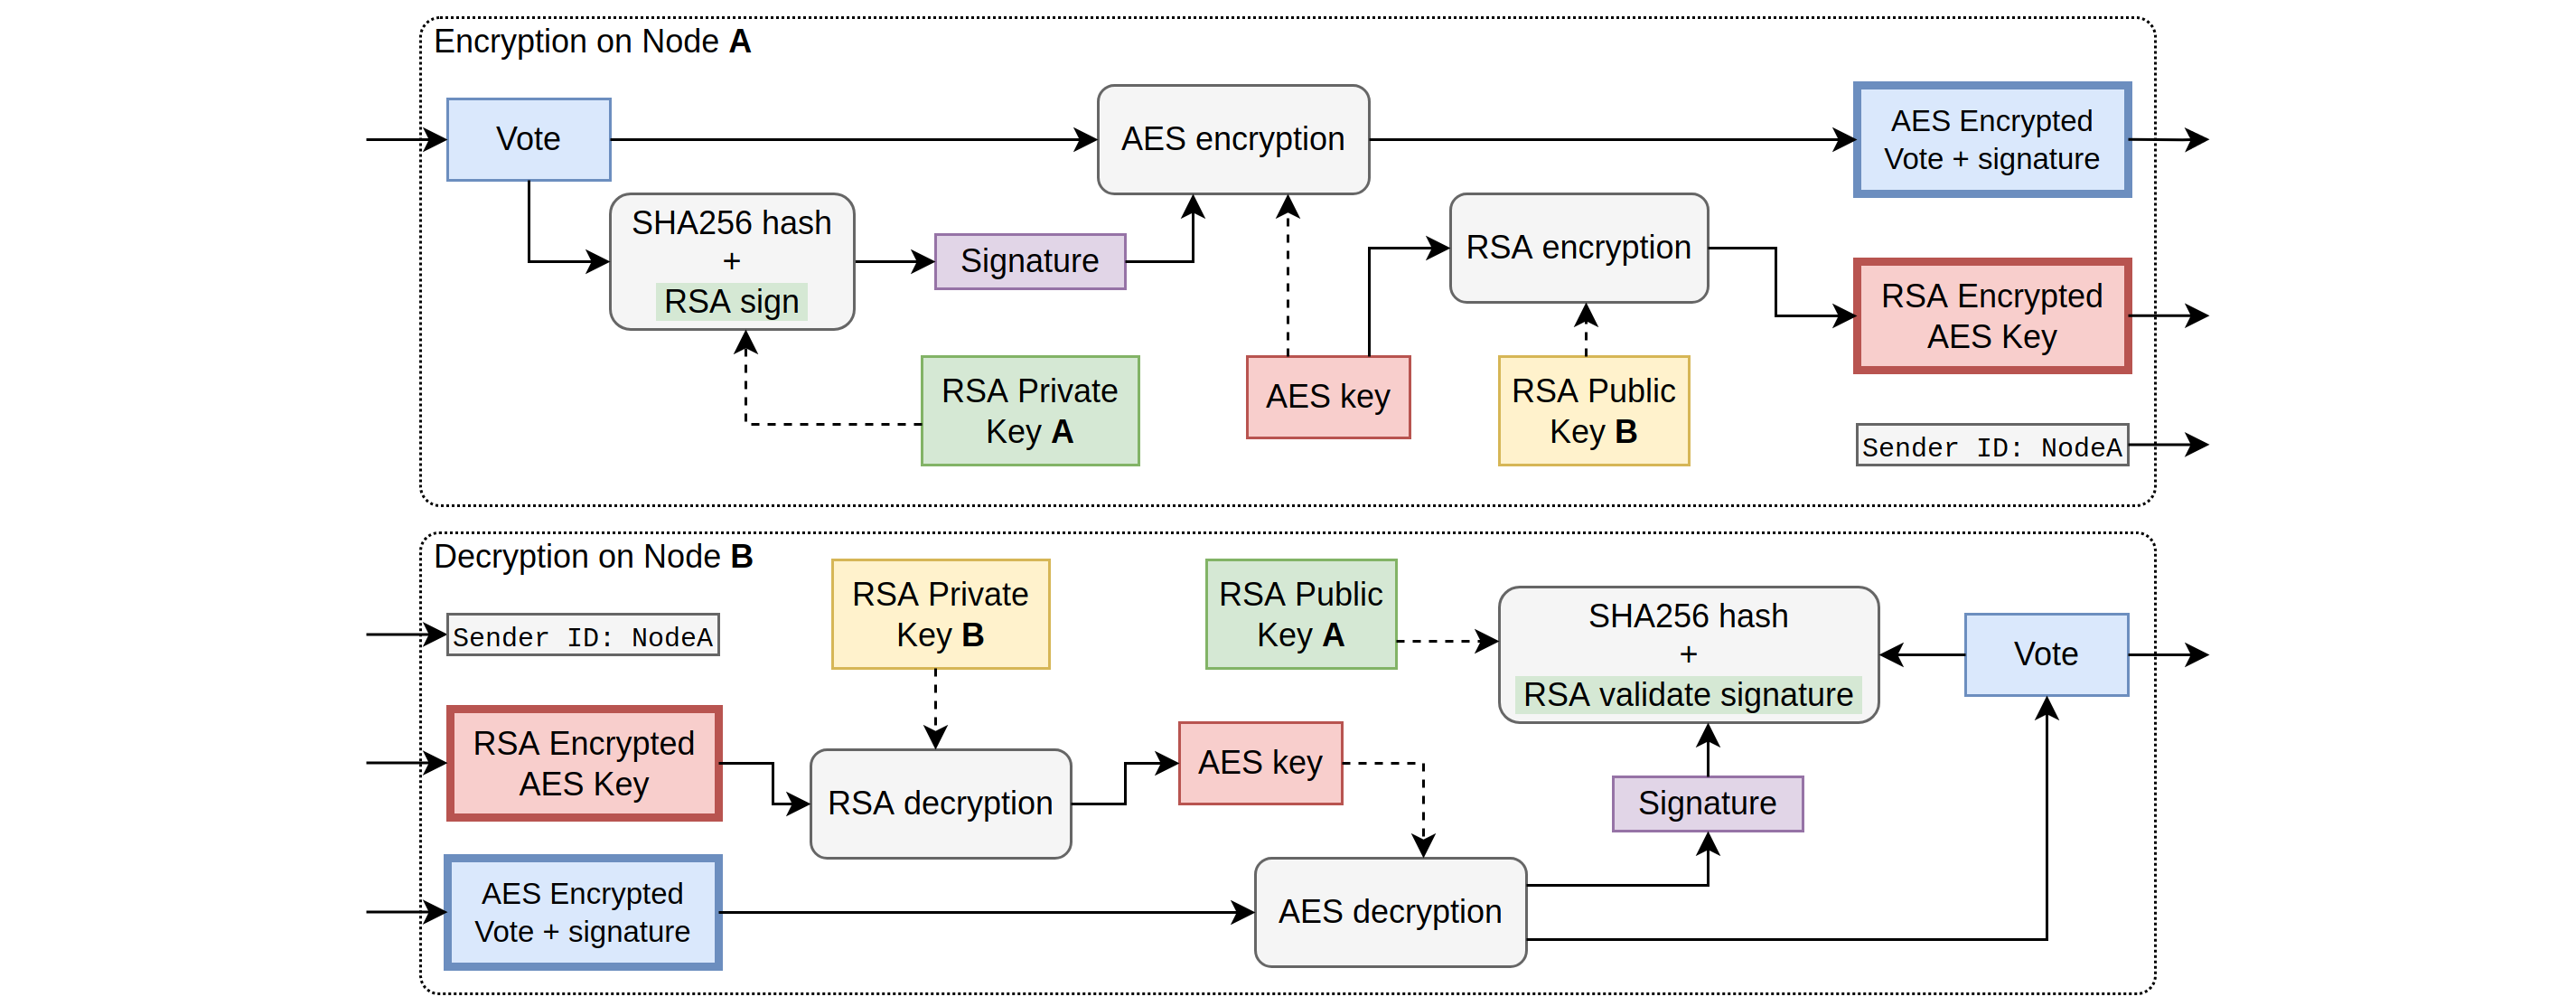 Encryption on Node A
Vote
AES encryption
AES Encrypted
Vote + signature
SHA256 hash
+
RSA sign
Signature
RSA encryption
RSA Encrypted
AES Key
RSA Private
Key A
AES key
RSA Public
Key B
Sender ID: NodeA
Decryption on Node B
Sender ID: NodeA
RSA Private
Key B
RSA Public
Key A
SHA256 hash
+
RSA validate signature
Vote
RSA Encrypted
AES Key
RSA decryption
AES key
Signature
AES Encrypted
Vote + signature
AES decryption